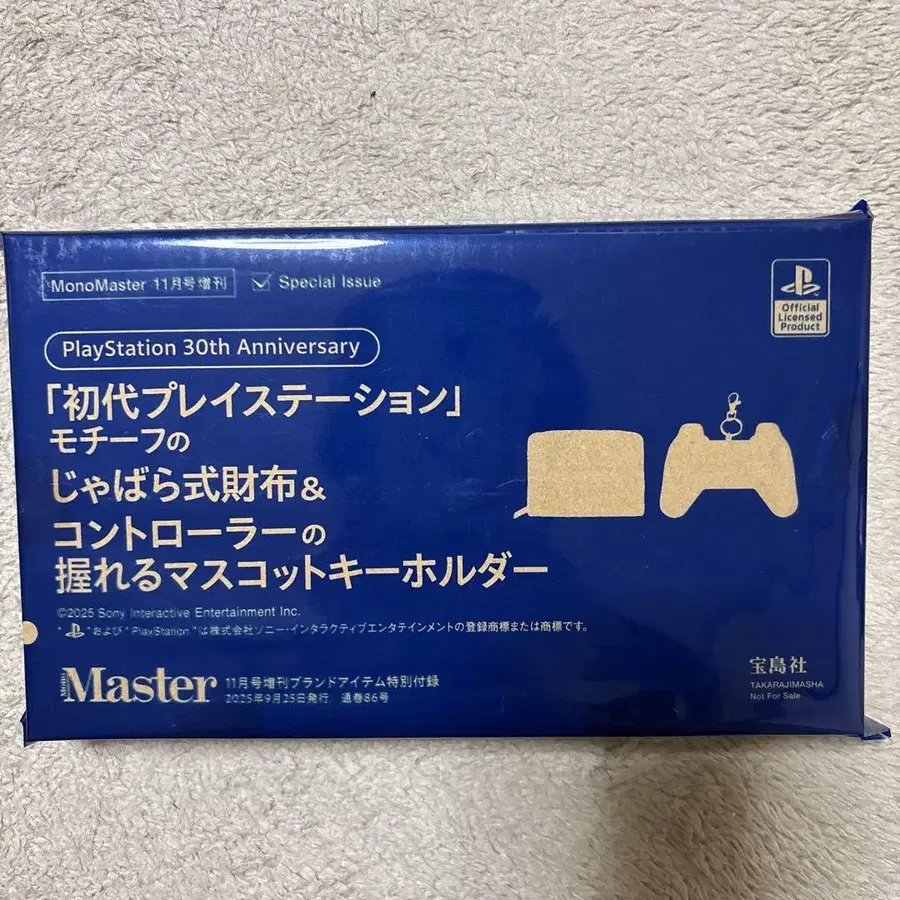 MonoMaster 11月号増刊
Special Issue
Official
Licensed
Product
PlayStation 30th Anniversary
「初代プレイステーション」
モチーフの
じゃばら式財布&
コントローラーの
握れるマスコットキーホルダー
©2025 Sony Interactive Entertainment Inc.
" "および"PlayStation"は株式会社ソニー・インタラクティブエンタテインメントの登録商標または商標です。
Mono Master 11月号増刊ブランドアイテム特別付録
2025年9月25日発行 通巻86号
宝島社
TAKARAJIMASHA
Not For Sale